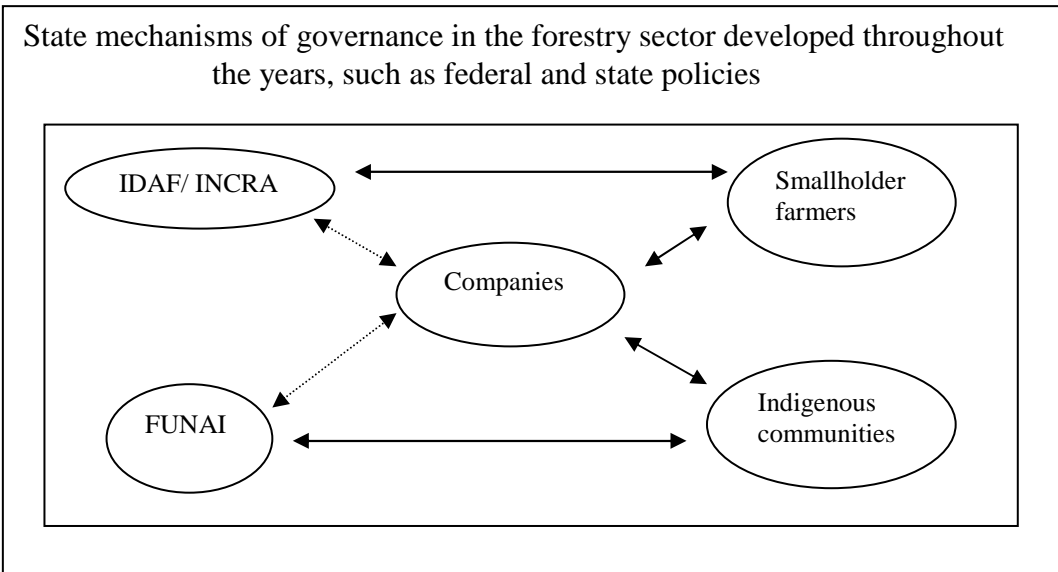 State mechanisms of governance in the forestry sector developed throughout
the years, such as federal and state policies
IDAF/ INCRA
Smallholder
farmers
Companies
FUNAI
Indigenous
communities